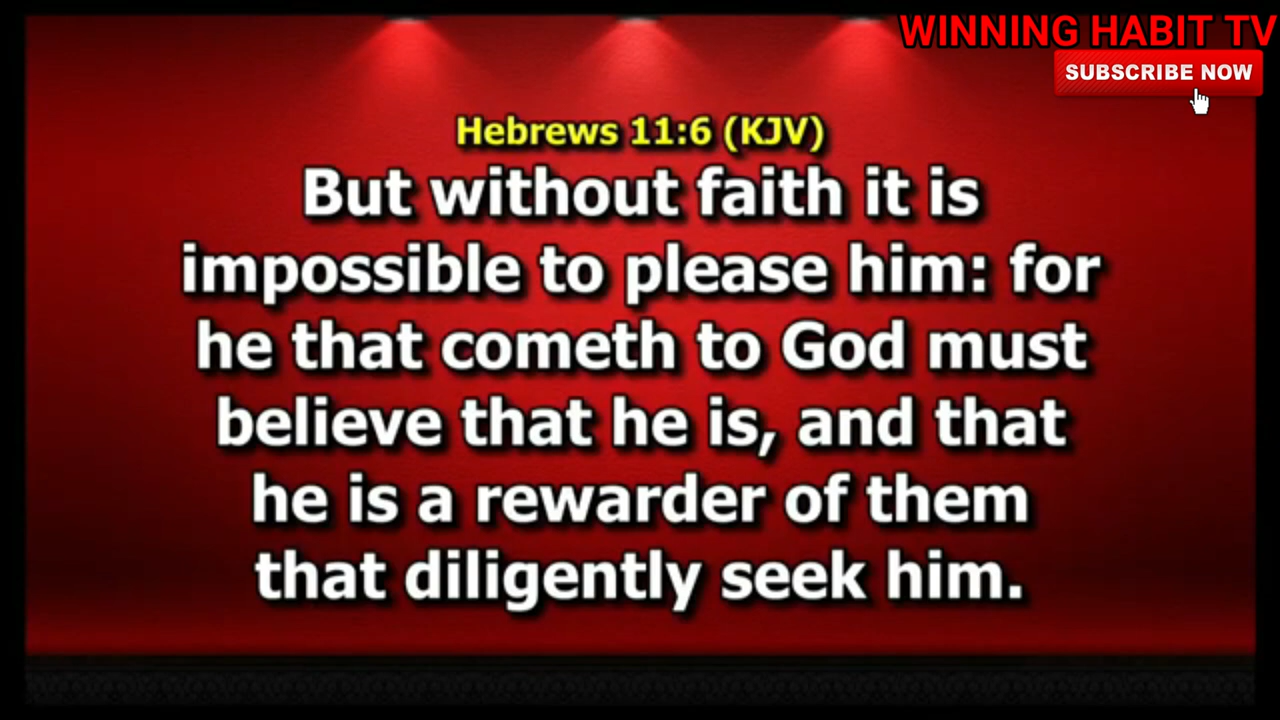 WINNING HABIT TV
SUBSCRIBE NOW
Hebrews 11:6 (KJV)
But without faith it is
impossible to please him: for
he that cometh to God must
believe that he is, and that
he is a rewarder of them
that diligently seek him.